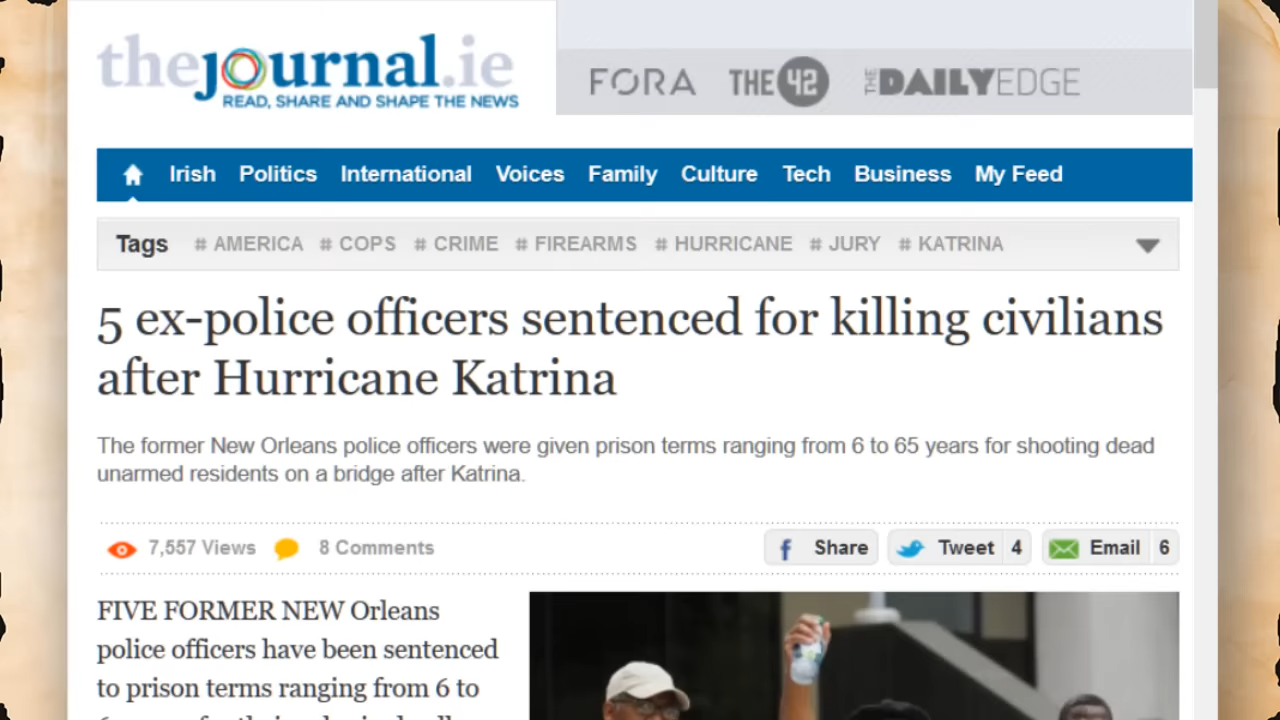 thejournal.ie
READ, SHARE AND SHAPE THE NEWS
FORA THE 42 THE DAILYEDGE
Irish Politics International Voices Family Culture Tech Business My Feed
Tags # AMERICA # COPS # CRIME # FIREARMS # HURRICANE # JURY # KATRINA
5 ex-police officers sentenced for killing civilians
after Hurricane Katrina
The former New Orleans police officers were given prison terms ranging from 6 to 65 years for shooting dead
unarmed residents on a bridge after Katrina.
7,557 Views 8 Comments Share Tweet 4 Email 6
FIVE FORMER NEW Orleans
police officers have been sentenced
to prison terms ranging from 6 to